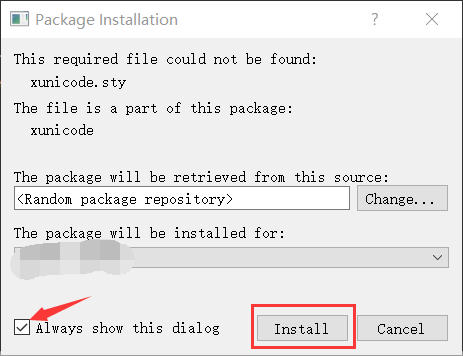 Package Installation
This required file could not be found:
xunicode.sty
The file is a part of this package:
xunicode
The package will be retrieved from this source:
<Random package repository>
Change...
The package will be installed for:
Always show this dialog
Install
Cancel